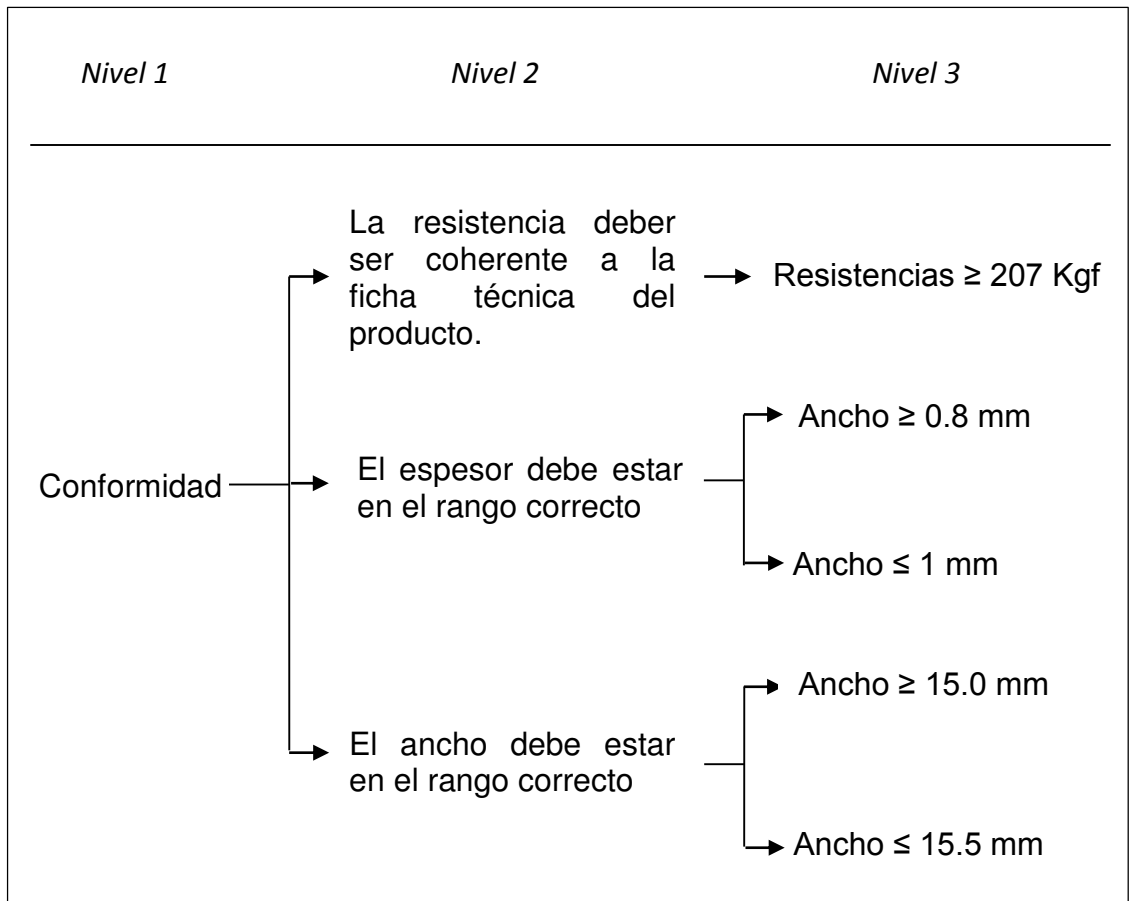 Nivel 1 Nivel 2 Nivel 3
La resistencia deber
ser coherente a la
ficha técnica del
producto.
Resistencias ≥ 207 Kgf
Conformidad
El espesor debe estar
en el rango correcto
Ancho ≥ 0.8 mm
Ancho ≤ 1 mm
El ancho debe estar
en el rango correcto
Ancho ≥ 15.0 mm
Ancho ≤ 15.5 mm